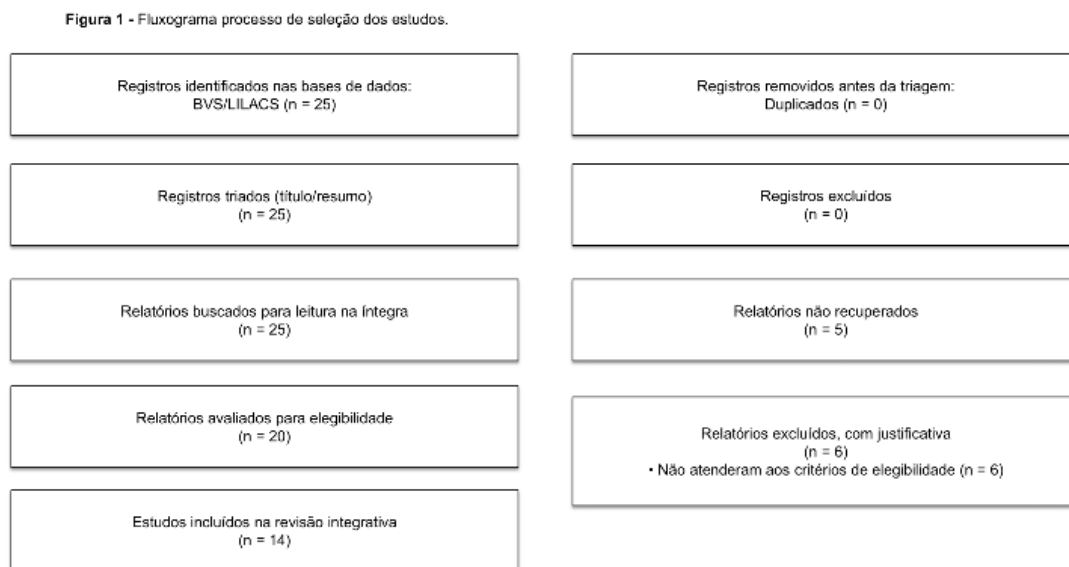 Figura 1 - Fluxograma processo de seleção dos estudos.
Registros identificados nas bases de dados:
BVS/LILACS (n = 25)
Registros removidos antes da triagem:
Duplicados (n = 0)
Registros triados (título/resumo)
(n = 25)
Registros excluídos
(n = 0)
Relatórios buscados para leitura na íntegra
(n = 25)
Relatórios não recuperados
(n = 5)
Relatórios avaliados para elegibilidade
(n = 20)
Relatórios excluídos, com justificativa
(n = 6)
• Não atenderam aos critérios de elegibilidade (n = 6)
Estudos incluídos na revisão integrativa
(n = 14)